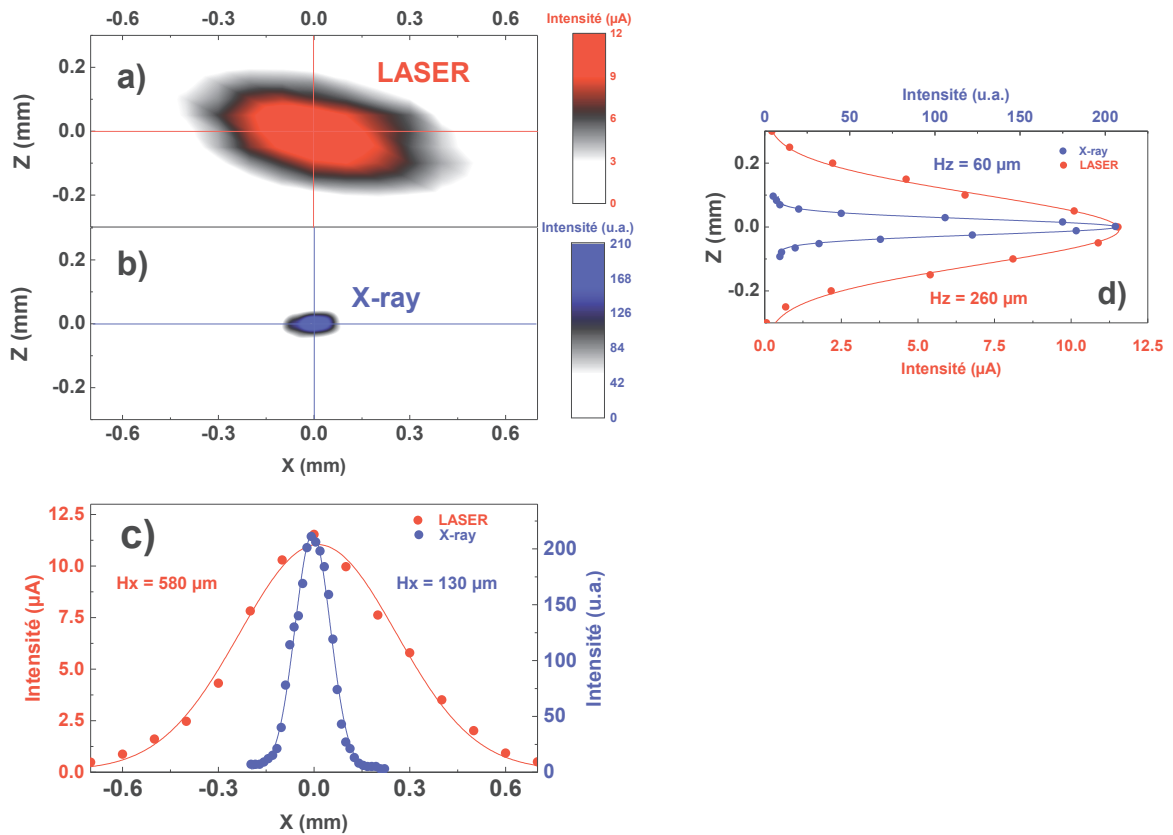 -0.6 -0.3 0.0 0.3 0.6
Intensité (µA)
a)
LASER
0.2
0.0
-0.2
Z (mm)
12
9
6
3
0
Intensité (u.a.)
b)
X-ray
0.2
0.0
-0.2
Z (mm)
210
168
126
84
42
0
-0.6 -0.3 0.0 0.3 0.6
X (mm)
Intensité (u.a.)
0 50 100 150 200
Hz = 60 µm
X-ray
LASER
0.2
0.0
-0.2
Z (mm)
Hz = 260 µm
d)
0.0 2.5 5.0 7.5 10.0 12.5
Intensité (µA)
c)
LASER
X-ray
Hx = 580 µm
Hx = 130 µm
12.5
10.0
7.5
5.0
2.5
0.0
Intensité (µA)
200
150
100
50
0
Intensité (u.a.)
-0.6 -0.3 0.0 0.3 0.6
X (mm)